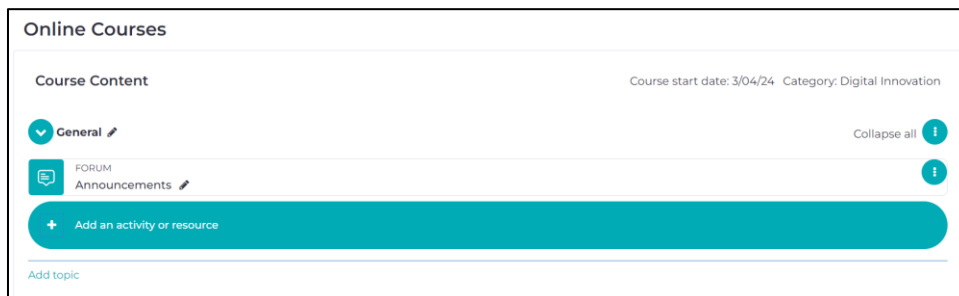 Online Courses
Course Content
Course start date: 3/04/24 Category: Digital Innovation
General
Collapse all
FORUM
Announcements
+ Add an activity or resource
Add topic